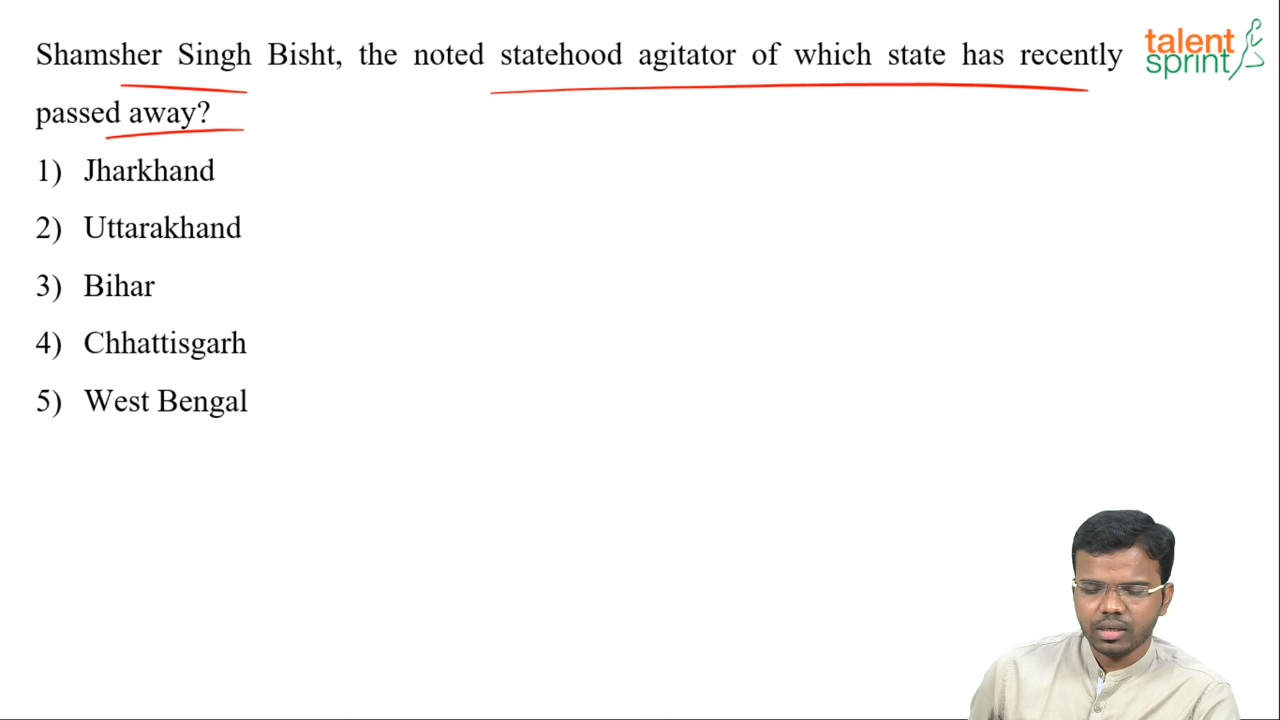 Shamsher Singh Bisht, the noted statehood agitator of which state has recently
passed away?
1) Jharkhand
2) Uttarakhand
3) Bihar
4) Chhattisgarh
5) West Bengal
talent
sprint